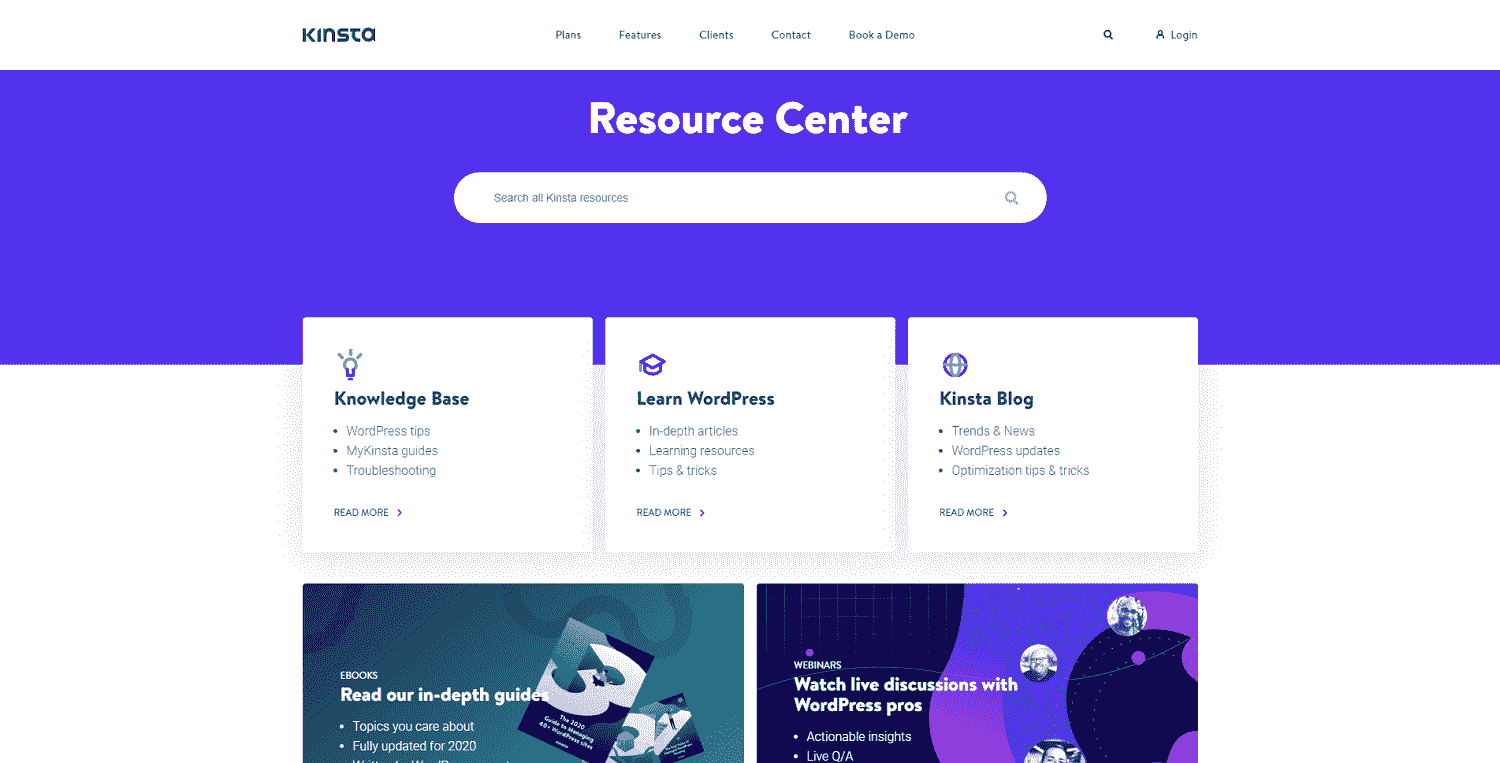 KINSTA
Plans
Features
Clients
Contact
Book a Demo
Login
Resource Center
Search all Kinsta resources
Knowledge Base
WordPress tips
MyKinsta guides
Troubleshooting
READ MORE
Learn WordPress
In-depth articles
Learning resources
Tips & tricks
READ MORE
Kinsta Blog
Trends & News
WordPress updates
Optimization tips & tricks
READ MORE
EBOOKS
Read our in-depth guides
Topics you care about
Fully updated for 2020
The 2020
Guide to Managing
40+ WordPress Sites
WEBINARS
Watch live discussions with
WordPress pros
Actionable insights
Live Q/A